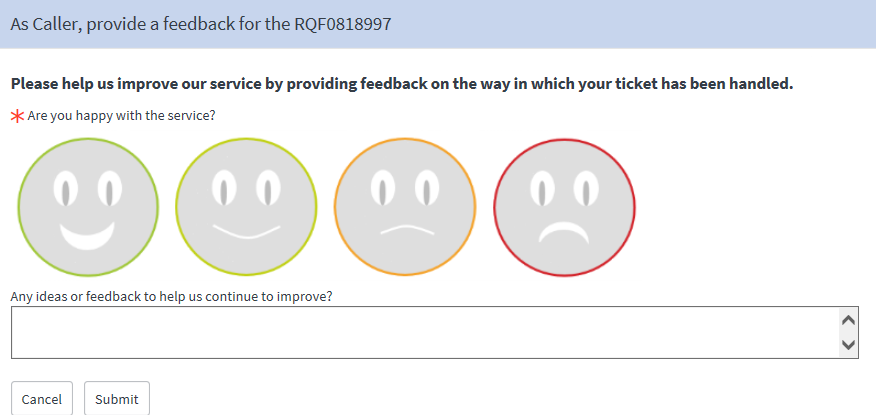 As Caller, provide a feedback for the RQF0818997
Please help us improve our service by providing feedback on the way in which your ticket has been handled.
* Are you happy with the service?
Any ideas or feedback to help us continue to improve?
Cancel Submit